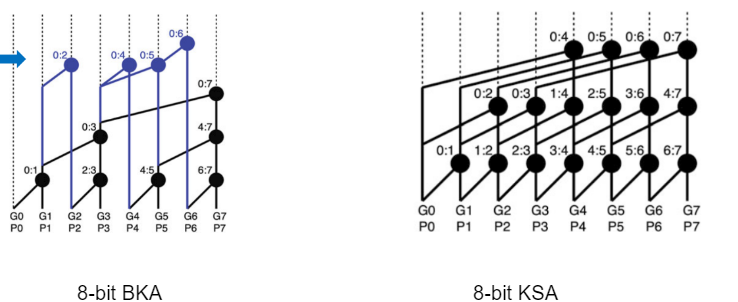 0:6
0:2 0:4 0:5
0:7
0:3 4:7
0:1 2:3 4:5 6:7
G0 G1 G2 G3 G4 G5 G6 G7
P0 P1 P2 P3 P4 P5 P6 P7
8-bit BKA
0:4 0:5 0:6 0:7
0:2 0:3 1:4 2:5 3:6 4:7
0:1 1:2 2:3 3:4 4:5 5:6 6:7
G0 G1 G2 G3 G4 G5 G6 G7
P0 P1 P2 P3 P4 P5 P6 P7
8-bit KSA